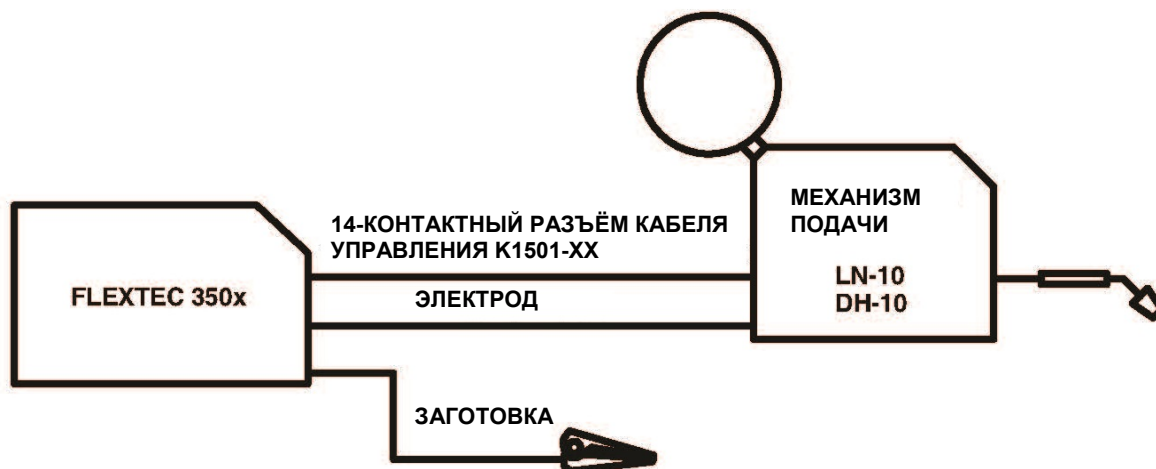 14-КОНТАКТНЫЙ РАЗЪЁМ КАБЕЛЯ
УПРАВЛЕНИЯ K1501-XX
МЕХАНИЗМ
ПОДАЧИ
FLEXTEC 350x
ЭЛЕКТРОД
LN-10
DH-10
ЗАГОТОВКА